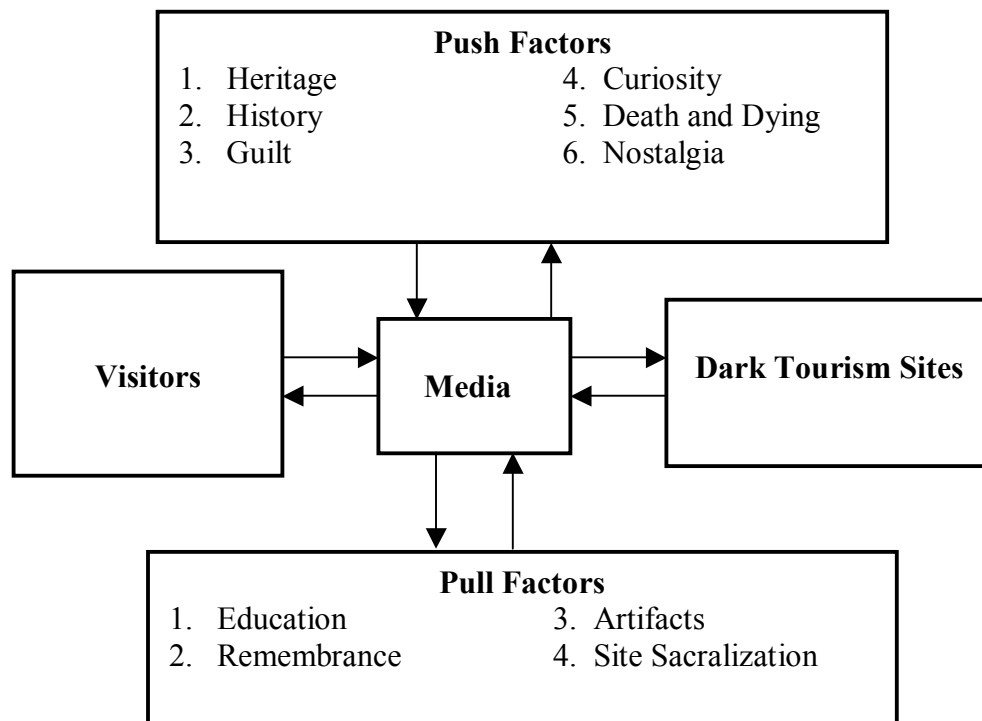 Push Factors
1. Heritage
2. History
3. Guilt
4. Curiosity
5. Death and Dying
6. Nostalgia
Visitors
Media
Dark Tourism Sites
Pull Factors
1. Education
2. Remembrance
3. Artifacts
4. Site Sacralization